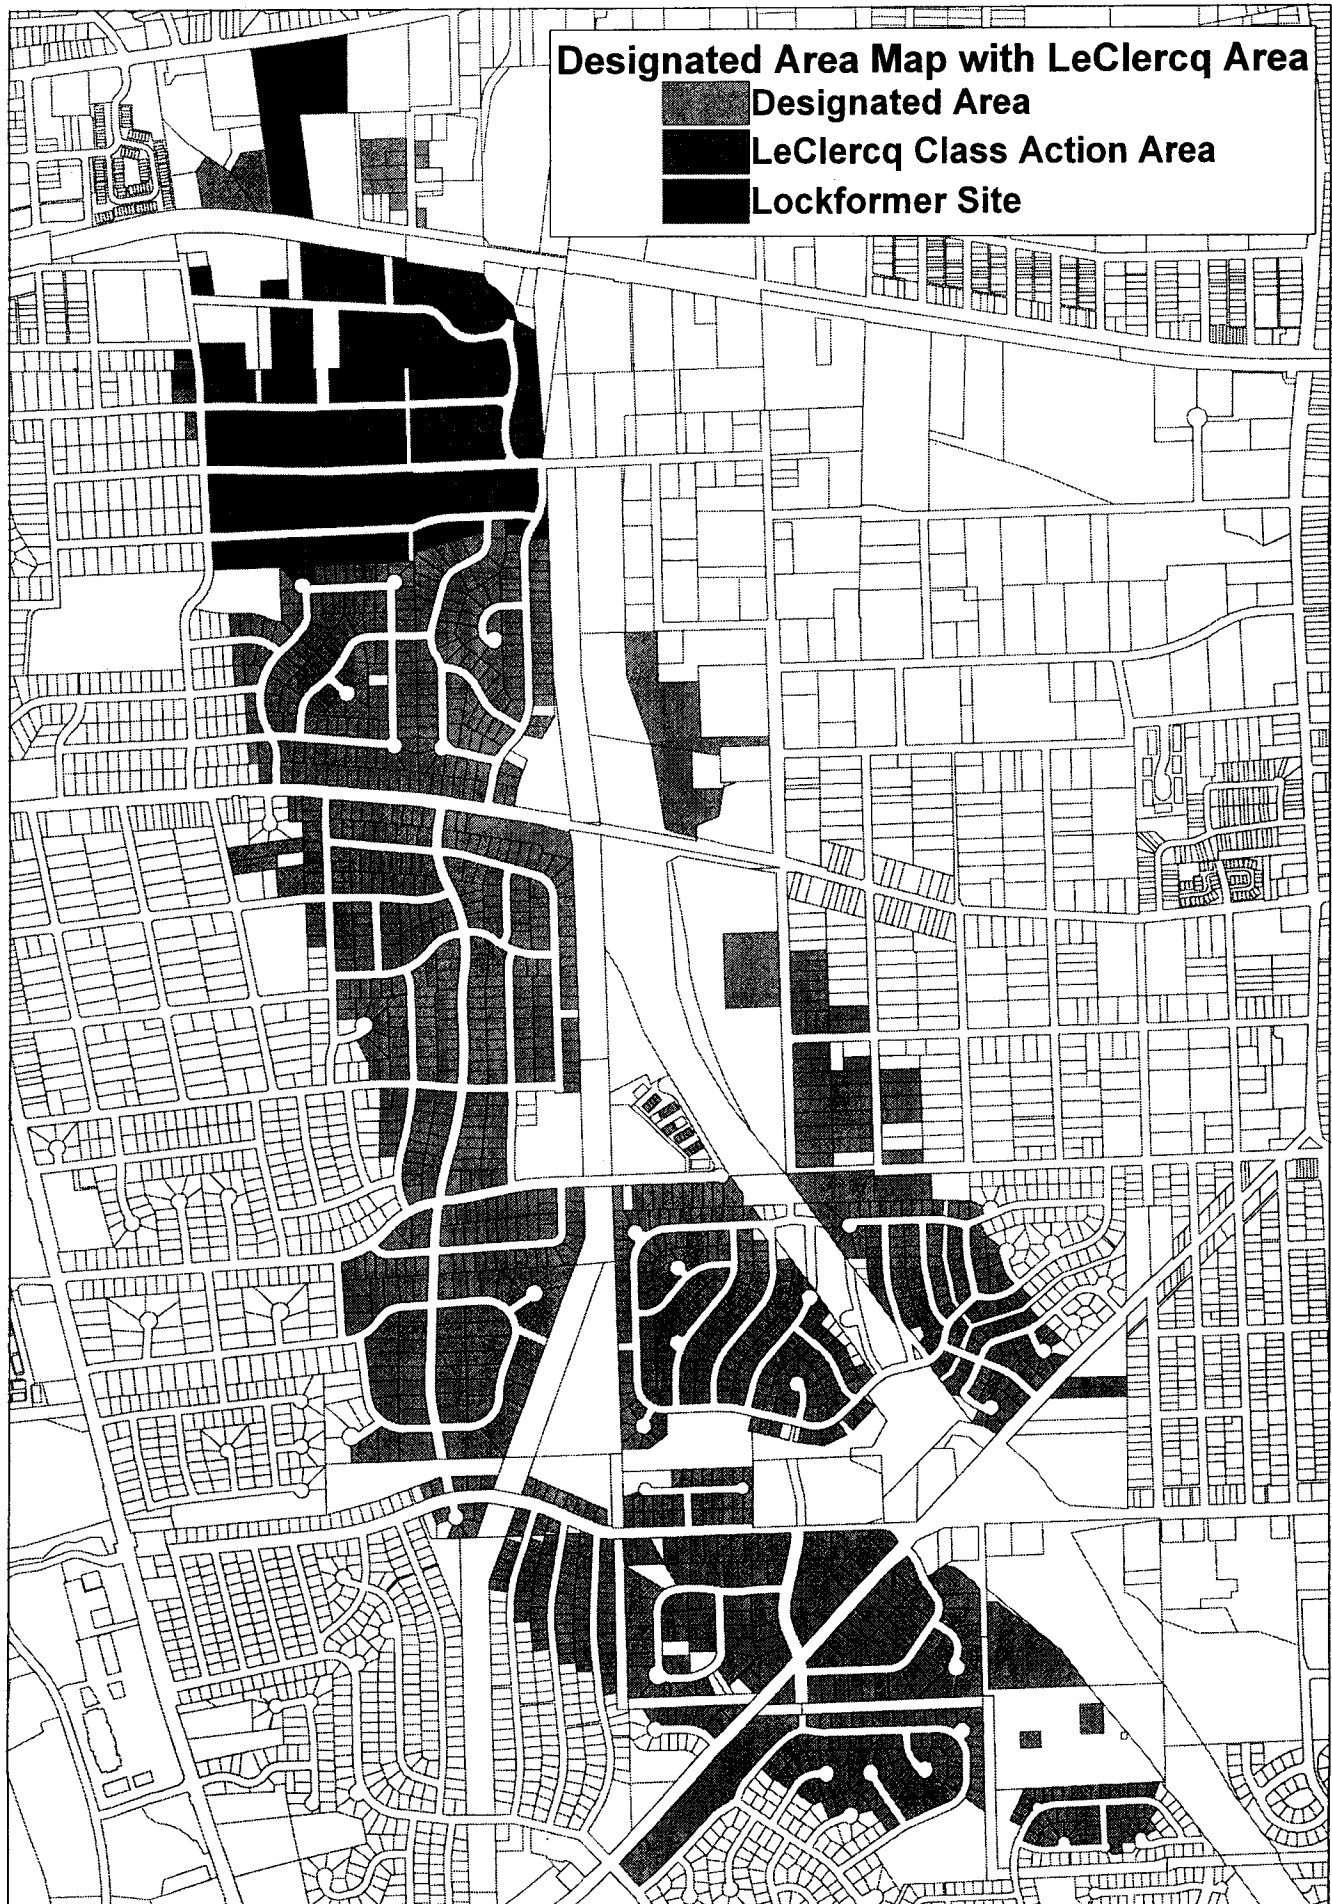 Designated Area Map with LeClercq Area
Designated Area
LeClercq Class Action Area
Lockformer Site